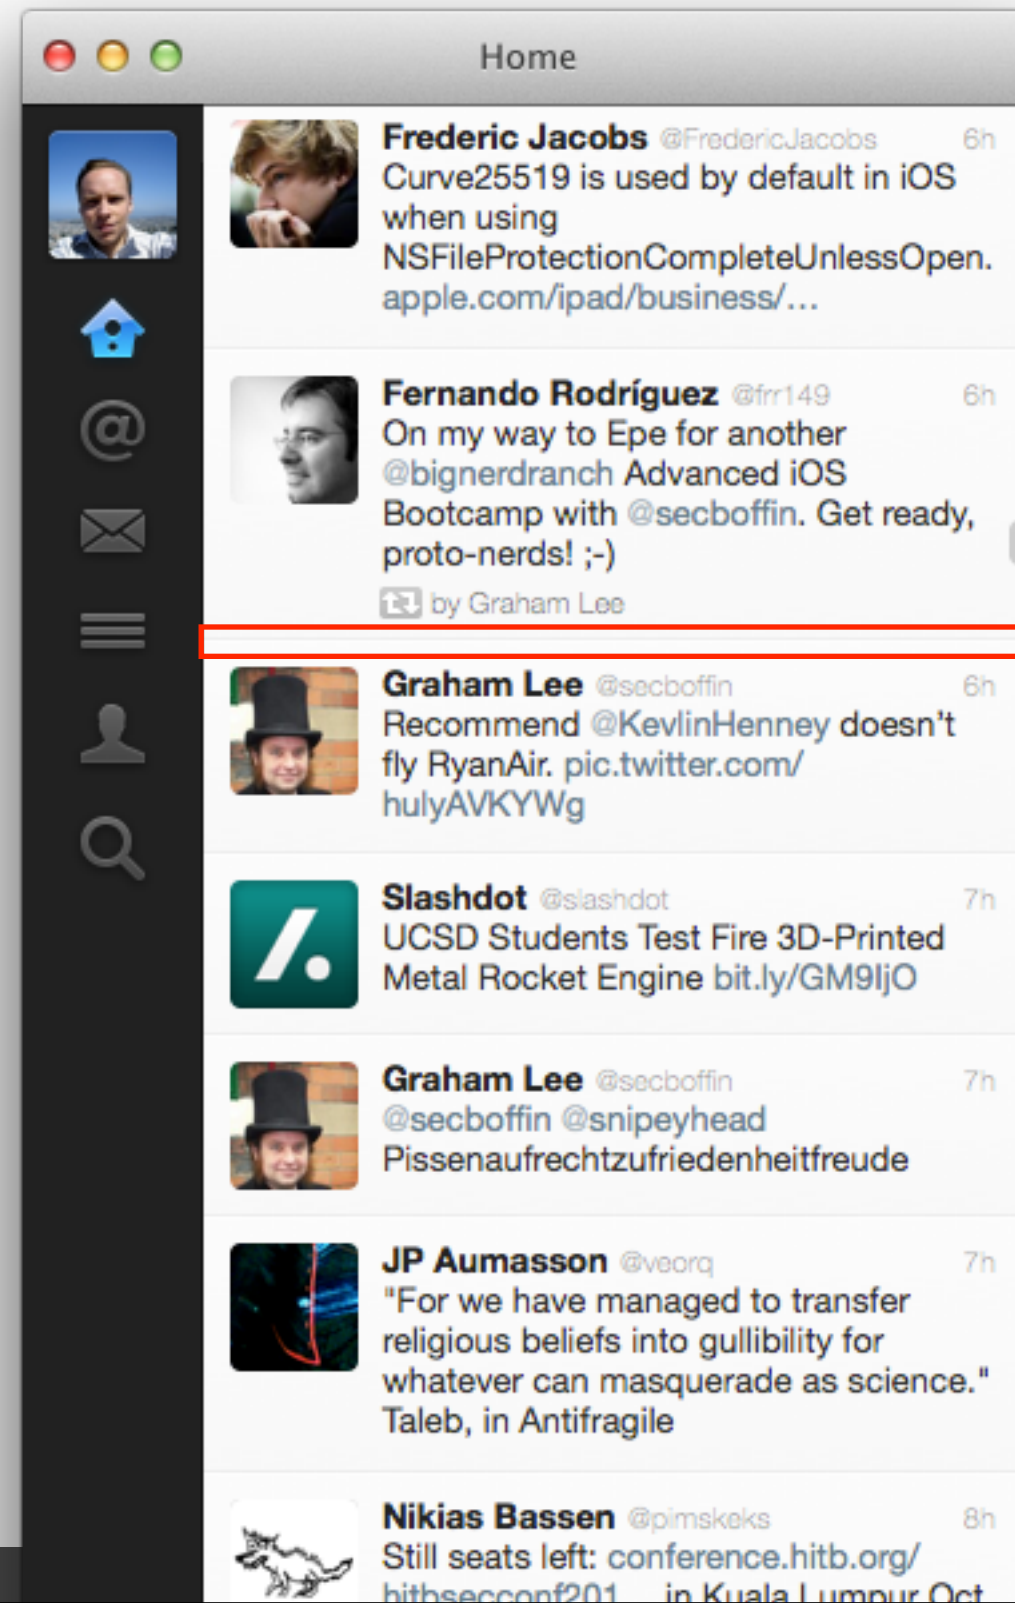 Home
Frederic Jacobs @FredericJacobs 6h
Curve25519 is used by default in iOS
when using
NSFileProtectionCompleteUnlessOpen.
apple.com/ipad/business/…
Fernando Rodríguez @frr149 6h
On my way to Epe for another
@bignerdranch Advanced iOS
Bootcamp with @secboffin. Get ready,
proto-nerds! ;-)
by Graham Lee
Graham Lee @secboffin 6h
Recommend @KevlinHenney doesn't
fly RyanAir. pic.twitter.com/
hulyAVKYWg
Slashdot @slashdot 7h
UCSD Students Test Fire 3D-Printed
Metal Rocket Engine bit.ly/GM9IjO
Graham Lee @secboffin 7h
@secboffin @snipeyhead
Pissenaufrechtzufriedenheitfreude
JP Aumasson @veorq 7h
"For we have managed to transfer
religious beliefs into gullibility for
whatever can masquerade as science."
Taleb, in Antifragile
Nikias Bassen @pimskeks 8h
Still seats left: conference.hitb.org/
hitbsecconf201… in Kuala Lumpur Oct